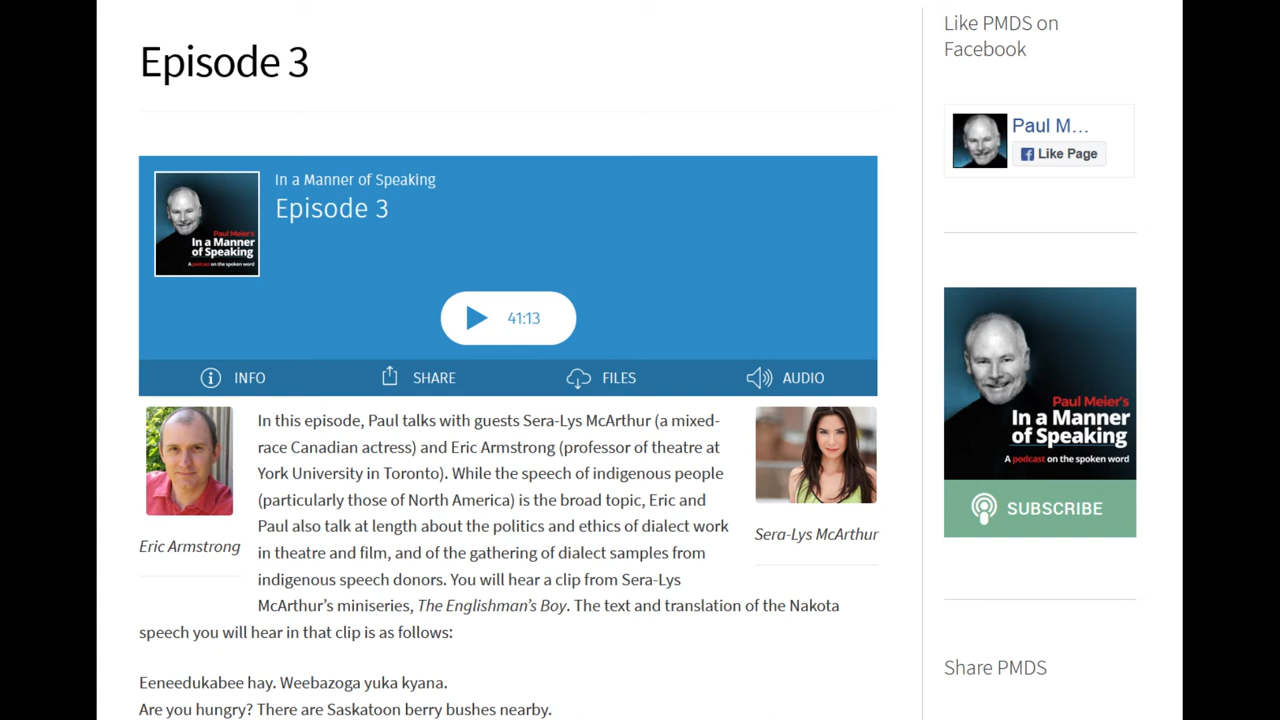 Episode 3
In a Manner of Speaking
Episode 3
Paul Meier's
In a Manner
of Speaking
A podcast on the spoken word
41:13
INFO
SHARE
FILES
AUDIO
Eric Armstrong
In this episode, Paul talks with guests Sera-Lys McArthur (a mixed-
race Canadian actress) and Eric Armstrong (professor of theatre at
York University in Toronto). While the speech of indigenous people
(particularly those of North America) is the broad topic, Eric and
Paul also talk at length about the politics and ethics of dialect work
in theatre and film, and of the gathering of dialect samples from
indigenous speech donors. You will hear a clip from Sera-Lys
McArthur’s miniseries, The Englishman’s Boy. The text and translation of the Nakota
speech you will hear in that clip is as follows:
Sera-Lys McArthur
Eeneedukabee hay. Weebazoga yuka kyana.
Are you hungry? There are Saskatoon berry bushes nearby.
Like PMDS on
Facebook
Paul M...
Like Page
Paul Meier's
In a Manner
of Speaking
A podcast on the spoken word
SUBSCRIBE
Share PMDS